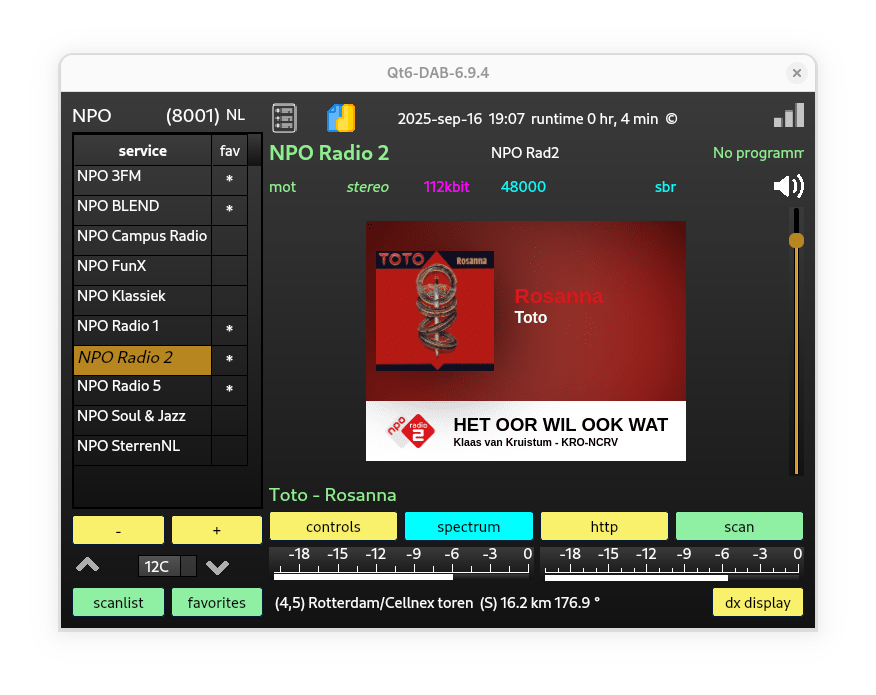 Qt6-DAB-6.9.4
×
NPO (8001) NL
2025-sep-16 19:07 runtime 0 hr, 4 min ©
service fav
NPO 3FM *
NPO BLEND *
NPO Campus Radio
NPO FunX
NPO Klassiek
NPO Radio 1 *
NPO Radio 2 *
NPO Radio 5 *
NPO Soul & Jazz
NPO SterrenNL
- +
12C
scanlist favorites
NPO Radio 2 NPO Rad2 No programm
mot stereo 112kbit 48000 sbr
TOTO Rosanna
Rosanna
Toto
npo radio 2
HET OOR WIL OOK WAT
Klaas van Kruistum - KRO-NCRV
Toto - Rosanna
controls spectrum http scan
-18 -15 -12 -9 -6 -3 0 -18 -15 -12 -9 -6 -3 0
(4,5) Rotterdam/Cellnex toren (S) 16.2 km 176.9 °
dx display